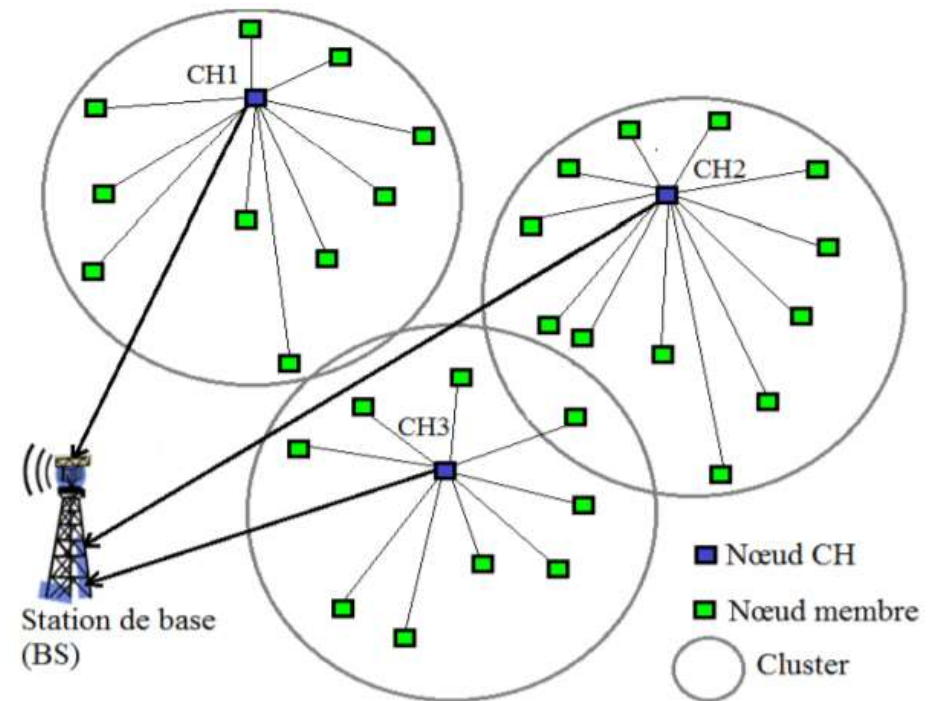 CH1
CH2
CH3
Station de base
(BS)
Nœud CH
Nœud membre
Cluster